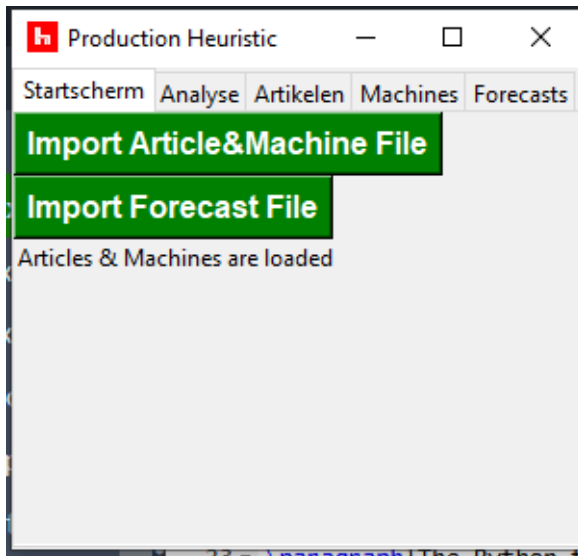 h Production Heuristic
Startscherm Analyse Artikelen Machines Forecasts
Import Article&Machine File
Import Forecast File
Articles & Machines are loaded